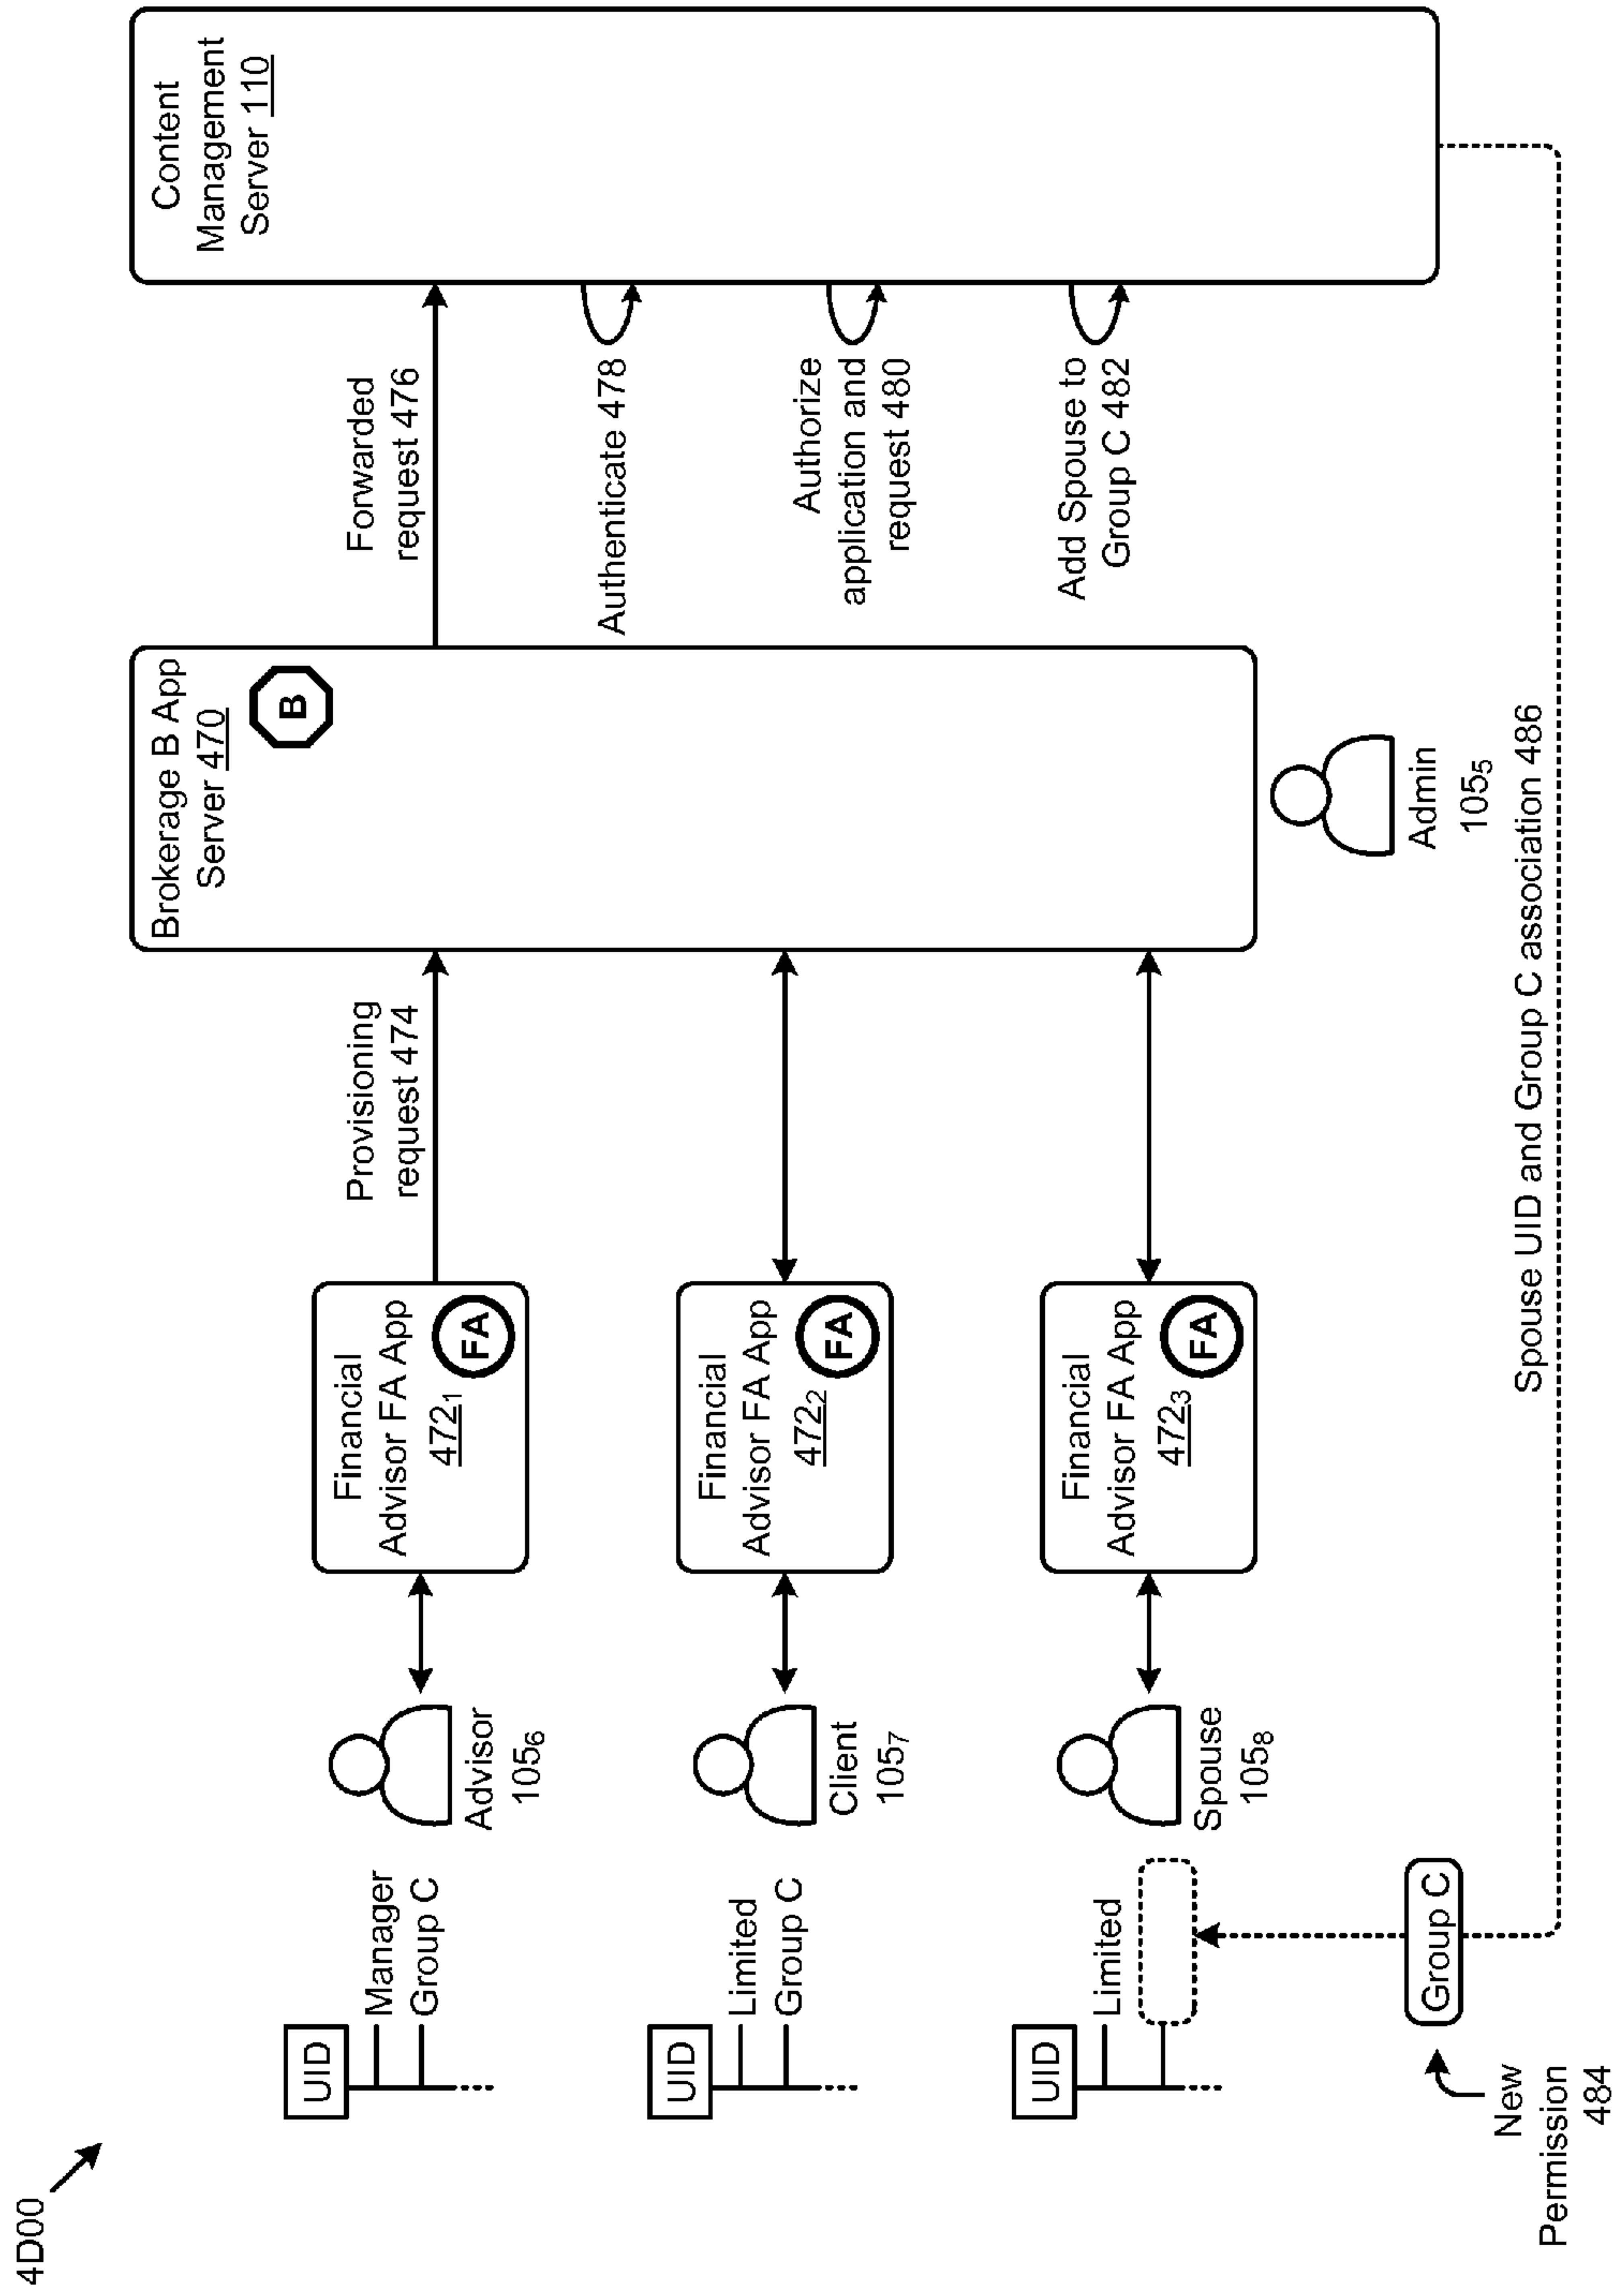 4D00
UID
Manager
Group C
Advisor
105₆
Financial
Advisor FA App
472₁
FA
Provisioning
request 474
Brokerage B App
Server 470
B
Forwarded
request 476
Content
Management
Server 110
Authenticate 478
Authorize
application and
request 480
Add Spouse to
Group C 482
UID
Limited
Group C
Client
105₇
Financial
Advisor FA App
472₂
FA
UID
Limited
Spouse
105₈
Financial
Advisor FA App
472₃
FA
Admin
105₅
New
Permission
484
Group C
Spouse UID and Group C association 486